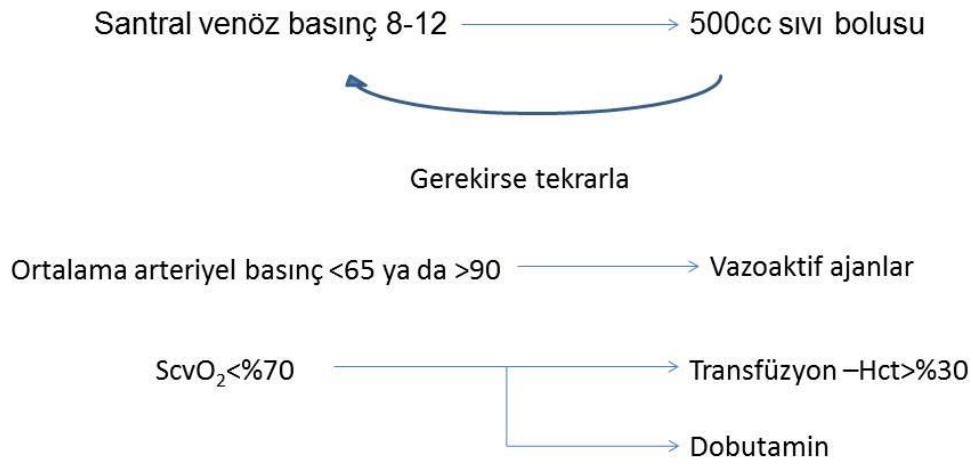 Santral venöz basınç 8-12 500cc sıvı bolusu
Gerekirse tekrarla
Ortalama arteriyel basınç <65 ya da >90 Vazoaktif ajanlar
ScvO₂<%70 Transfüzyon –Hct>%30
Dobutamin